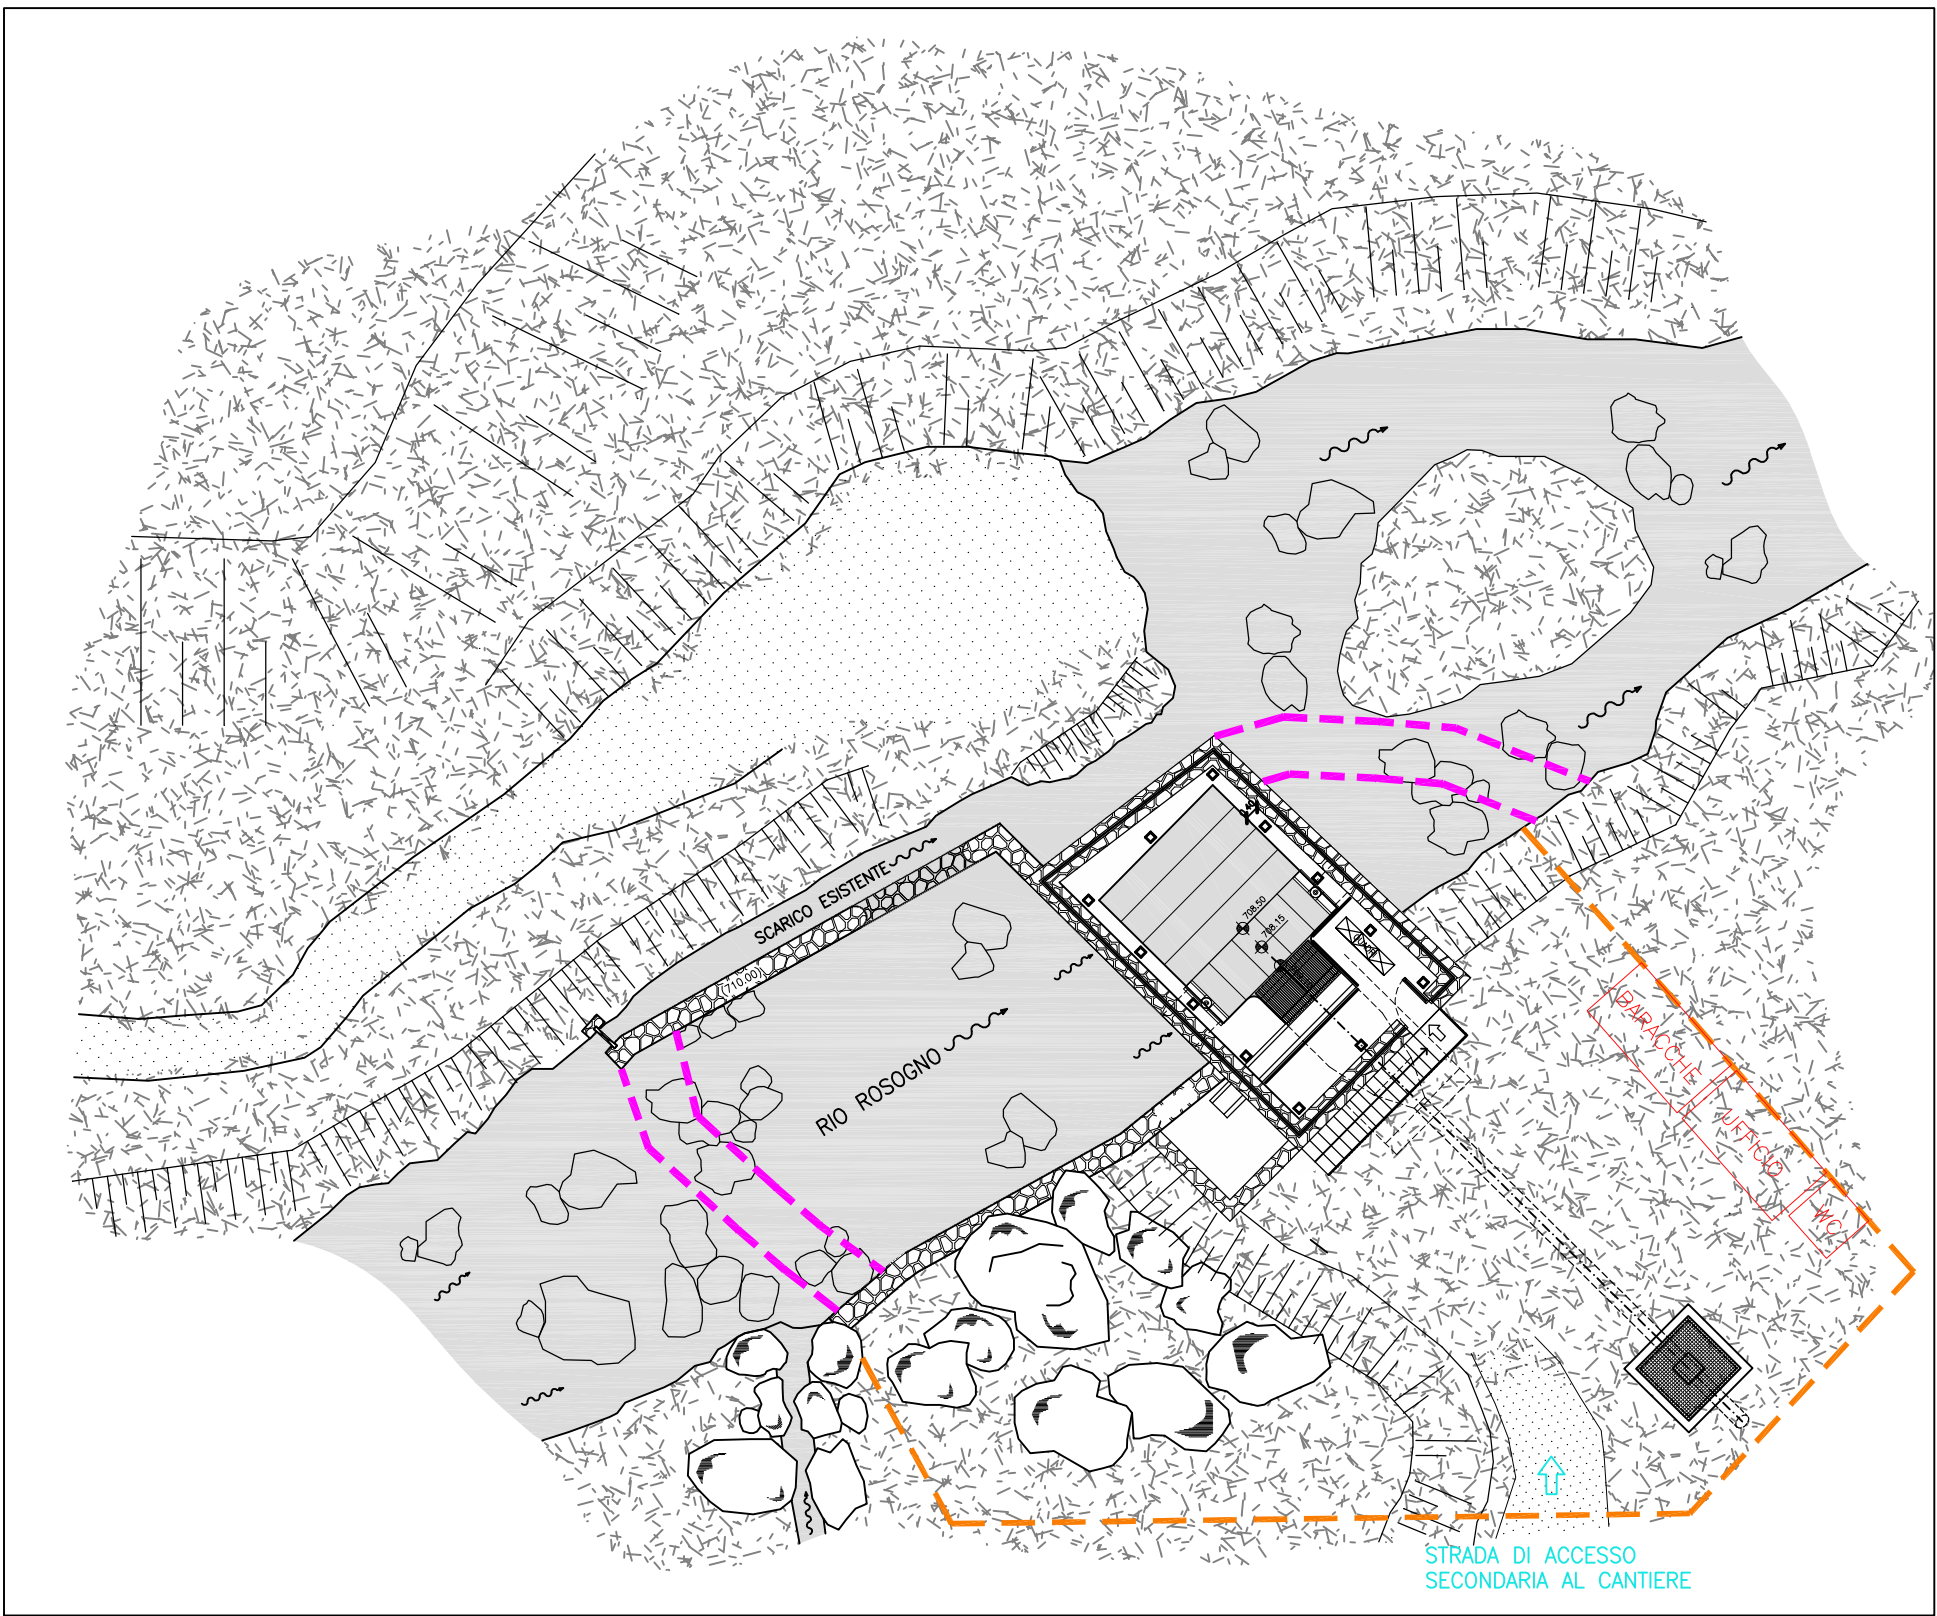 SCARICO ESISTENTE
(710.00)
RIO ROSOGNO
40
708.50
708.15
BARACCHE
UFFICIO
WC
STRADA DI ACCESSO
SECONDARIA AL CANTIERE